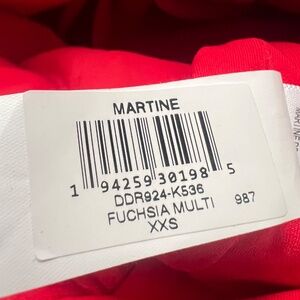 MARTINE
1 94259 30198 5
DDR924-K536
FUCHSIA MULTI 987
XXS